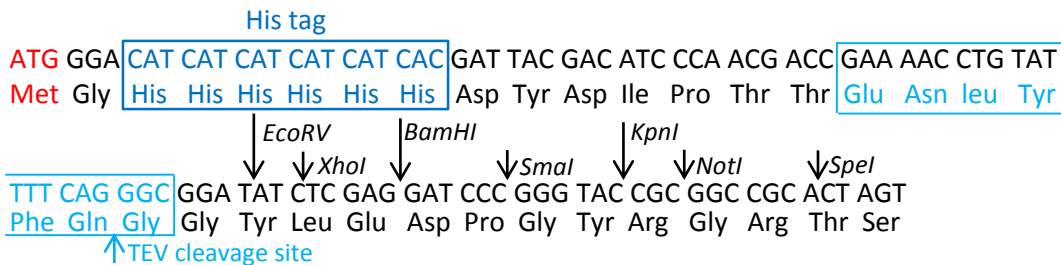 His tag
ATG GGA CAT CAT CAT CAT CAT CAC GAT TAC GAC ATC CCA ACG ACC GAA AAC CTG TAT
Met Gly His His His His His His Asp Tyr Asp Ile Pro Thr Thr Glu Asn leu Tyr
EcoRV BamHI KpnI
XhoI SmaI NotI SpeI
TTT CAG GGC GGA TAT CTC GAG GAT CCC GGG TAC CGC GGC CGC ACT AGT
Phe Gln Gly Gly Tyr Leu Glu Asp Pro Gly Tyr Arg Gly Arg Thr Ser
TEV cleavage site